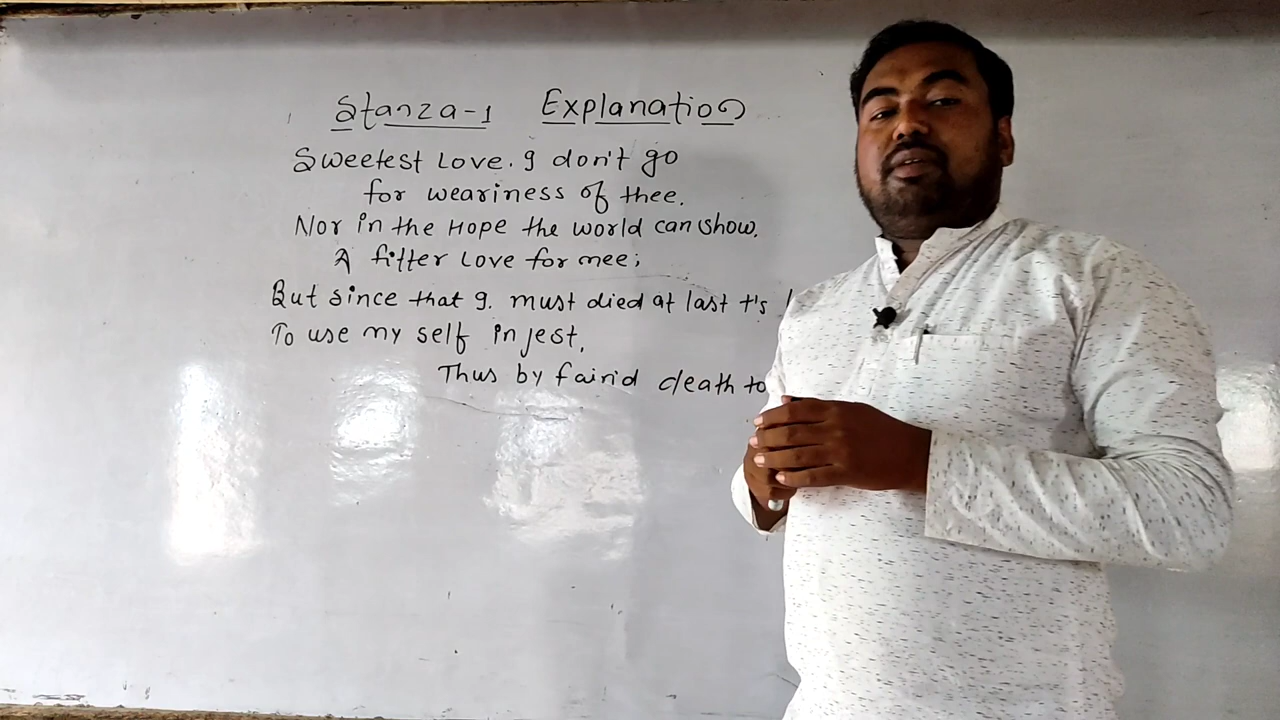 Stanza-1 Explanation
Sweetest Love. I don't go
for weariness of thee.
Nor in the Hope the world can show.
A fitter Love for mee;
But since that I. must died at last t's
To use my self in jest,
Thus by fain'd death to